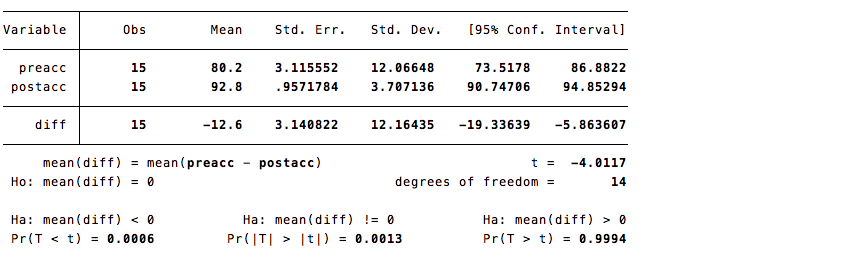 Variable Obs Mean Std. Err. Std. Dev. [95% Conf. Interval]
preacc 15 80.2 3.115552 12.06648 73.5178 86.8822
postacc 15 92.8 .9571784 3.707136 90.74706 94.85294
diff 15 -12.6 3.140822 12.16435 -19.33639 -5.863607
mean(diff) = mean(preacc - postacc) t = -4.0117
Ho: mean(diff) = 0 degrees of freedom = 14
Ha: mean(diff) < 0 Ha: mean(diff) != 0 Ha: mean(diff) > 0
Pr(T < t) = 0.0006 Pr(|T| > |t|) = 0.0013 Pr(T > t) = 0.9994